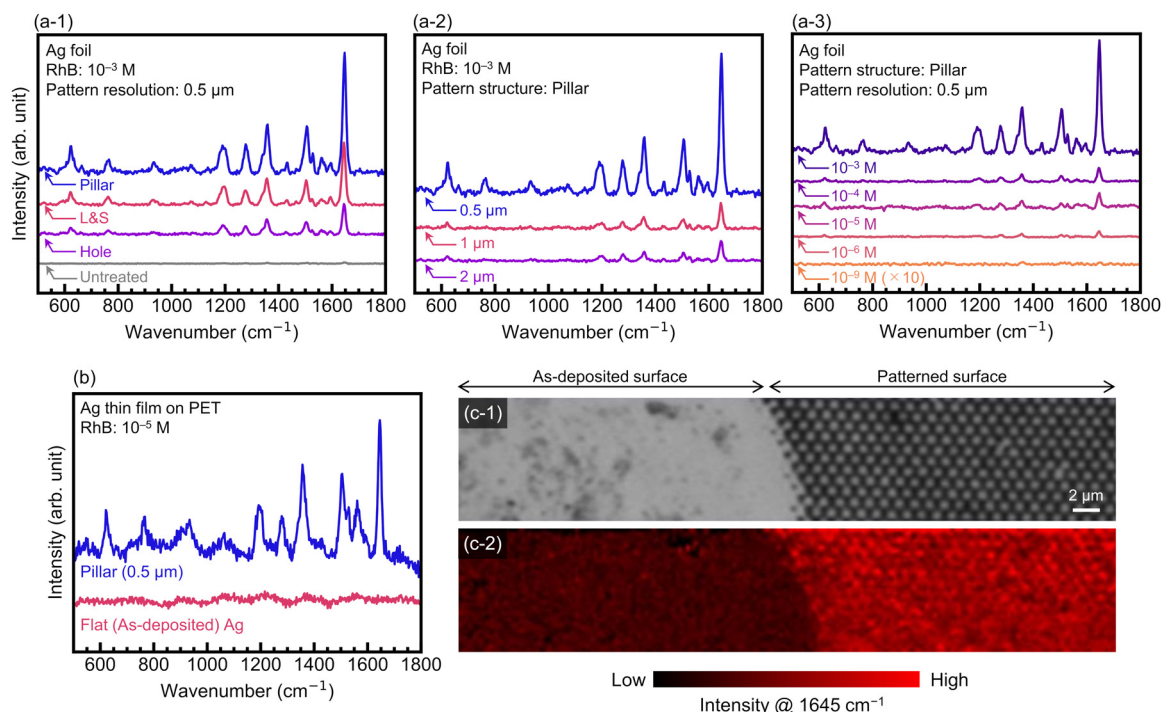 (a-1)
Ag foil
RhB: 10⁻³ M
Pattern resolution: 0.5 µm
Pillar
L&S
Hole
Untreated
Intensity (arb. unit)
600 800 1000 1200 1400 1600 1800
Wavenumber (cm⁻¹)
(a-2)
Ag foil
RhB: 10⁻³ M
Pattern structure: Pillar
0.5 µm
1 µm
2 µm
600 800 1000 1200 1400 1600 1800
Wavenumber (cm⁻¹)
(a-3)
Ag foil
Pattern structure: Pillar
Pattern resolution: 0.5 µm
10⁻³ M
10⁻⁴ M
10⁻⁵ M
10⁻⁶ M
10⁻⁹ M (×10)
600 800 1000 1200 1400 1600 1800
Wavenumber (cm⁻¹)
(b)
Ag thin film on PET
RhB: 10⁻⁵ M
Pillar (0.5 µm)
Flat (As-deposited) Ag
Intensity (arb. unit)
600 800 1000 1200 1400 1600 1800
Wavenumber (cm⁻¹)
As-deposited surface
Patterned surface
(c-1)
2 µm
(c-2)
Low
High
Intensity @ 1645 cm⁻¹